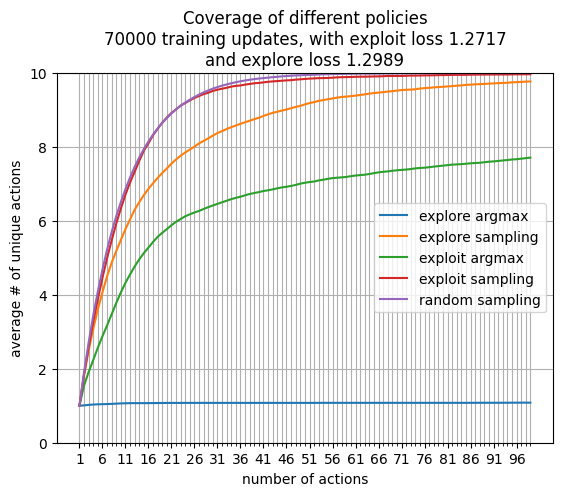 Coverage of different policies
70000 training updates, with exploit loss 1.2717
and explore loss 1.2989
average # of unique actions
10
8
6
4
2
0
explore argmax
explore sampling
exploit argmax
exploit sampling
random sampling
1 6 11 16 21 26 31 36 41 46 51 56 61 66 71 76 81 86 91 96
number of actions